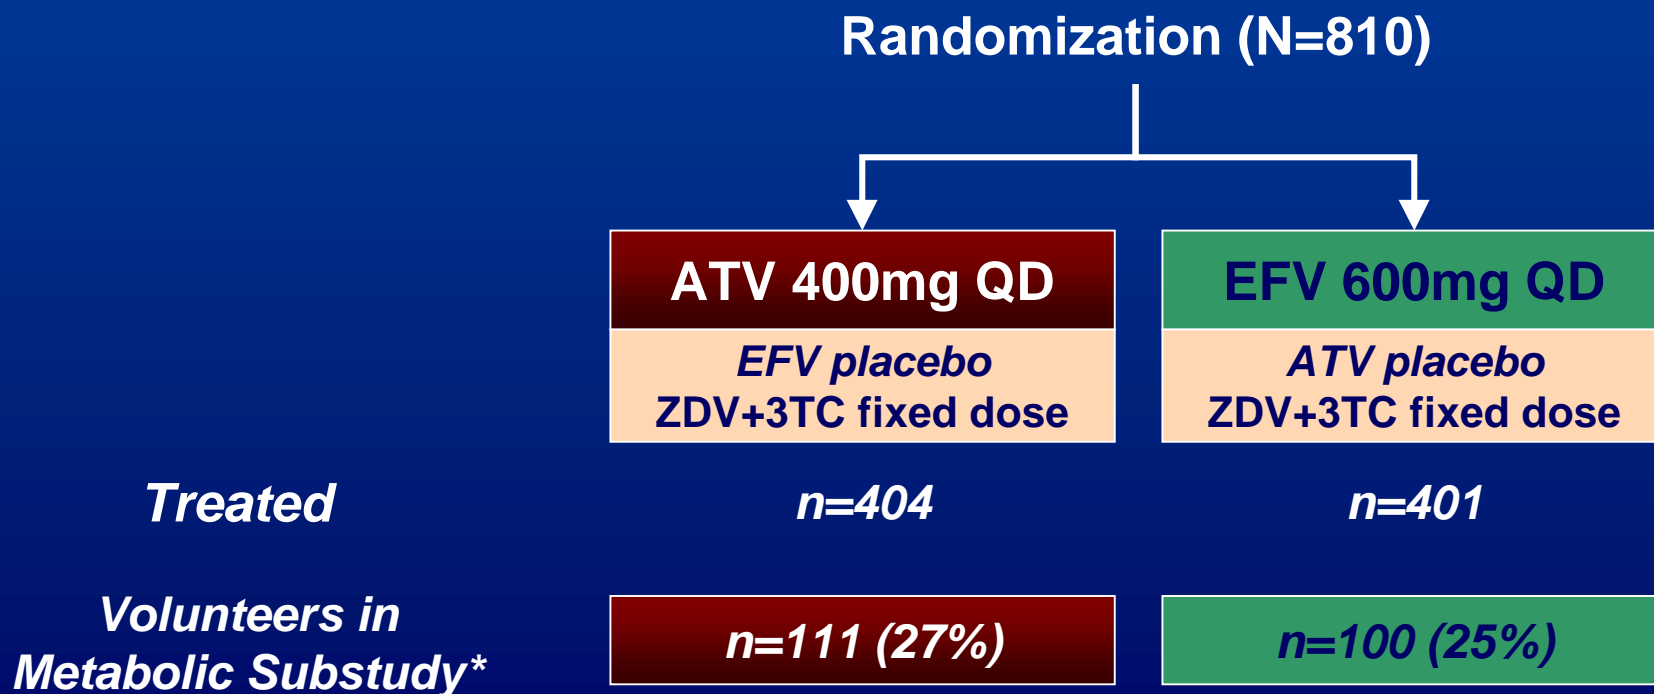 Randomization (N=810)
ATV 400mg QD
EFV 600mg QD
EFV placebo
ZDV+3TC fixed dose
ATV placebo
ZDV+3TC fixed dose
Treated
n=404
n=401
Volunteers in
Metabolic Substudy*
n=111 (27%)
n=100 (25%)